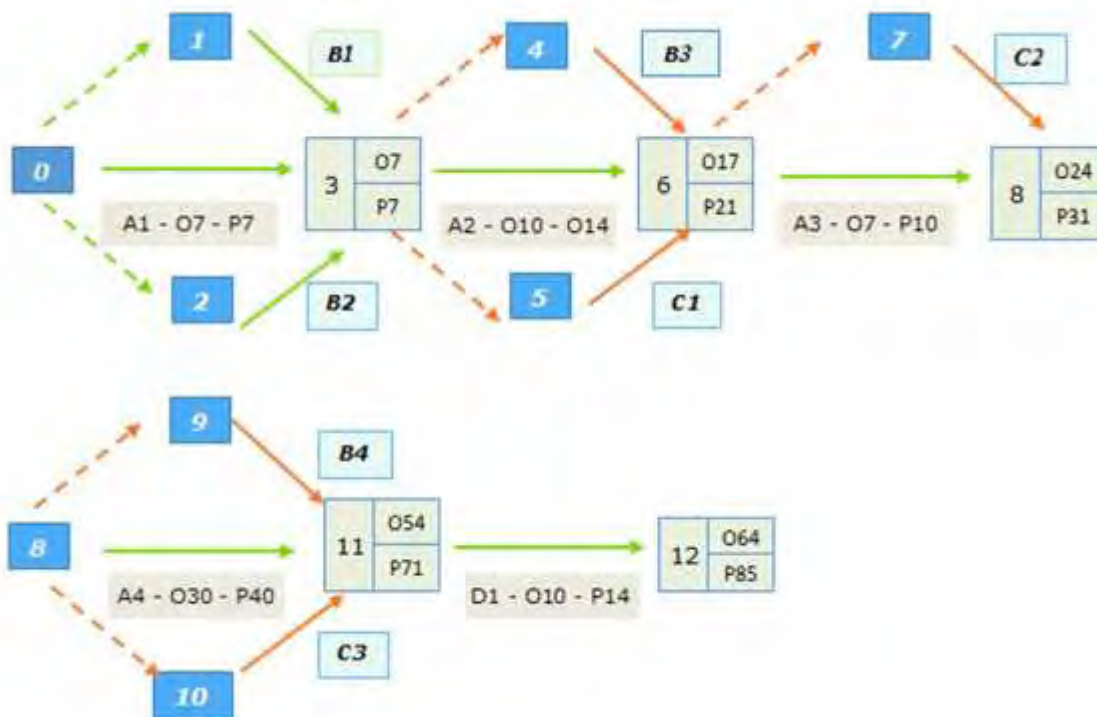 1
B1
4
B3
7
C2
0
3
O7
P7
6
O17
P21
8
O24
P31
A1 - O7 - P7
A2 - O10 - O14
A3 - O7 - P10
2
B2
5
C1
9
B4
8
11
O54
P71
12
O64
P85
A4 - O30 - P40
D1 - O10 - P14
C3
10